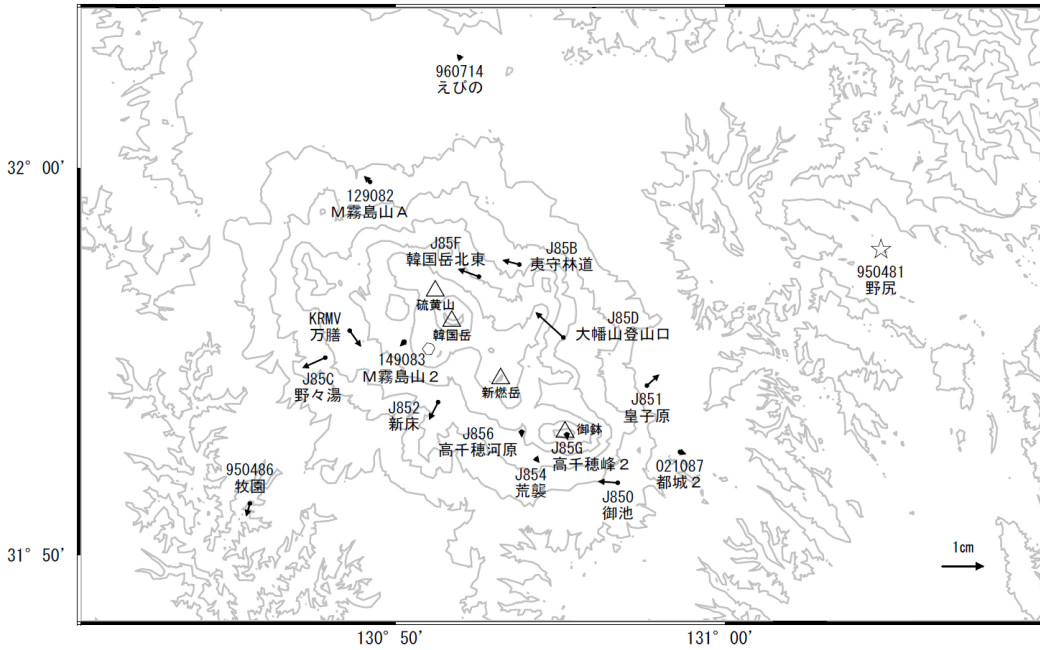 960714
えびの
32° 00'
129082
M霧島山A
J85F
韓国岳北東
J85B
夷守林道
950481
野尻
硫黄山
韓国岳
KRMV
万膳
J85D
大幡山登山口
149083
M霧島山2
J85C
野々湯
新燃岳
J851
皇子原
J852
新床
J856
高千穂河原
御鉢
J85G
高千穂峰2
J854
荒襲
021087
都城2
950486
牧園
J850
御池
31° 50'
1cm
130° 50'
131° 00'